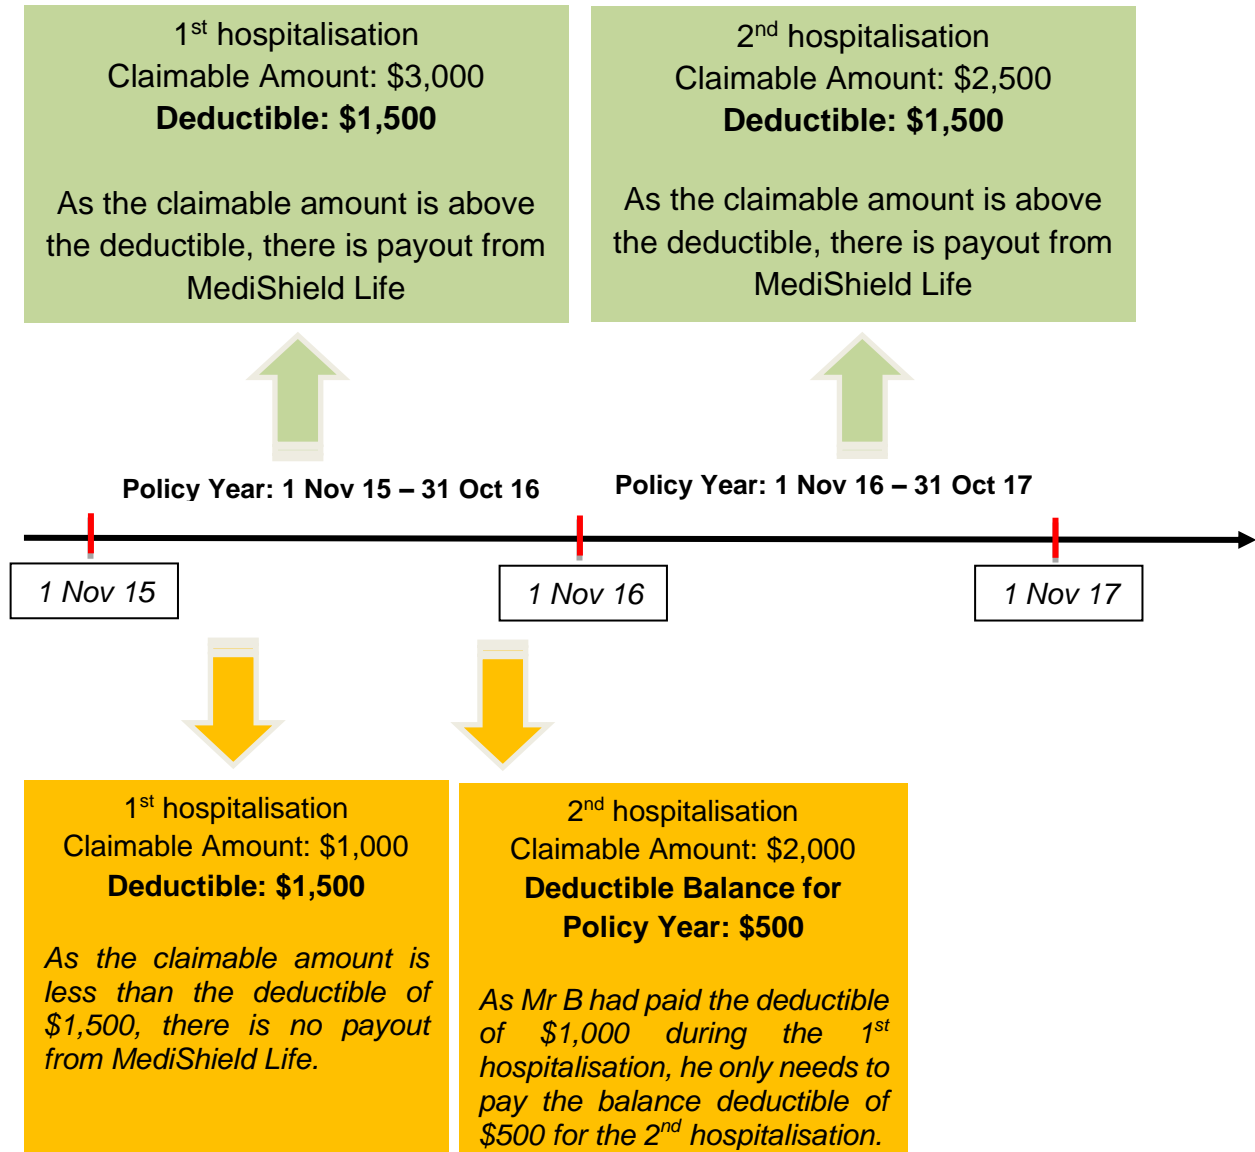 1st hospitalisation
Claimable Amount: $3,000
Deductible: $1,500
As the claimable amount is above
the deductible, there is payout from
MediShield Life
2nd hospitalisation
Claimable Amount: $2,500
Deductible: $1,500
As the claimable amount is above
the deductible, there is payout from
MediShield Life
Policy Year: 1 Nov 15 – 31 Oct 16
Policy Year: 1 Nov 16 – 31 Oct 17
1 Nov 15
1 Nov 16
1 Nov 17
1st hospitalisation
Claimable Amount: $1,000
Deductible: $1,500
As the claimable amount is
less than the deductible of
$1,500, there is no payout
from MediShield Life.
2nd hospitalisation
Claimable Amount: $2,000
Deductible Balance for
Policy Year: $500
As Mr B had paid the deductible
of $1,000 during the 1st
hospitalisation, he only needs to
pay the balance deductible of
$500 for the 2nd hospitalisation.